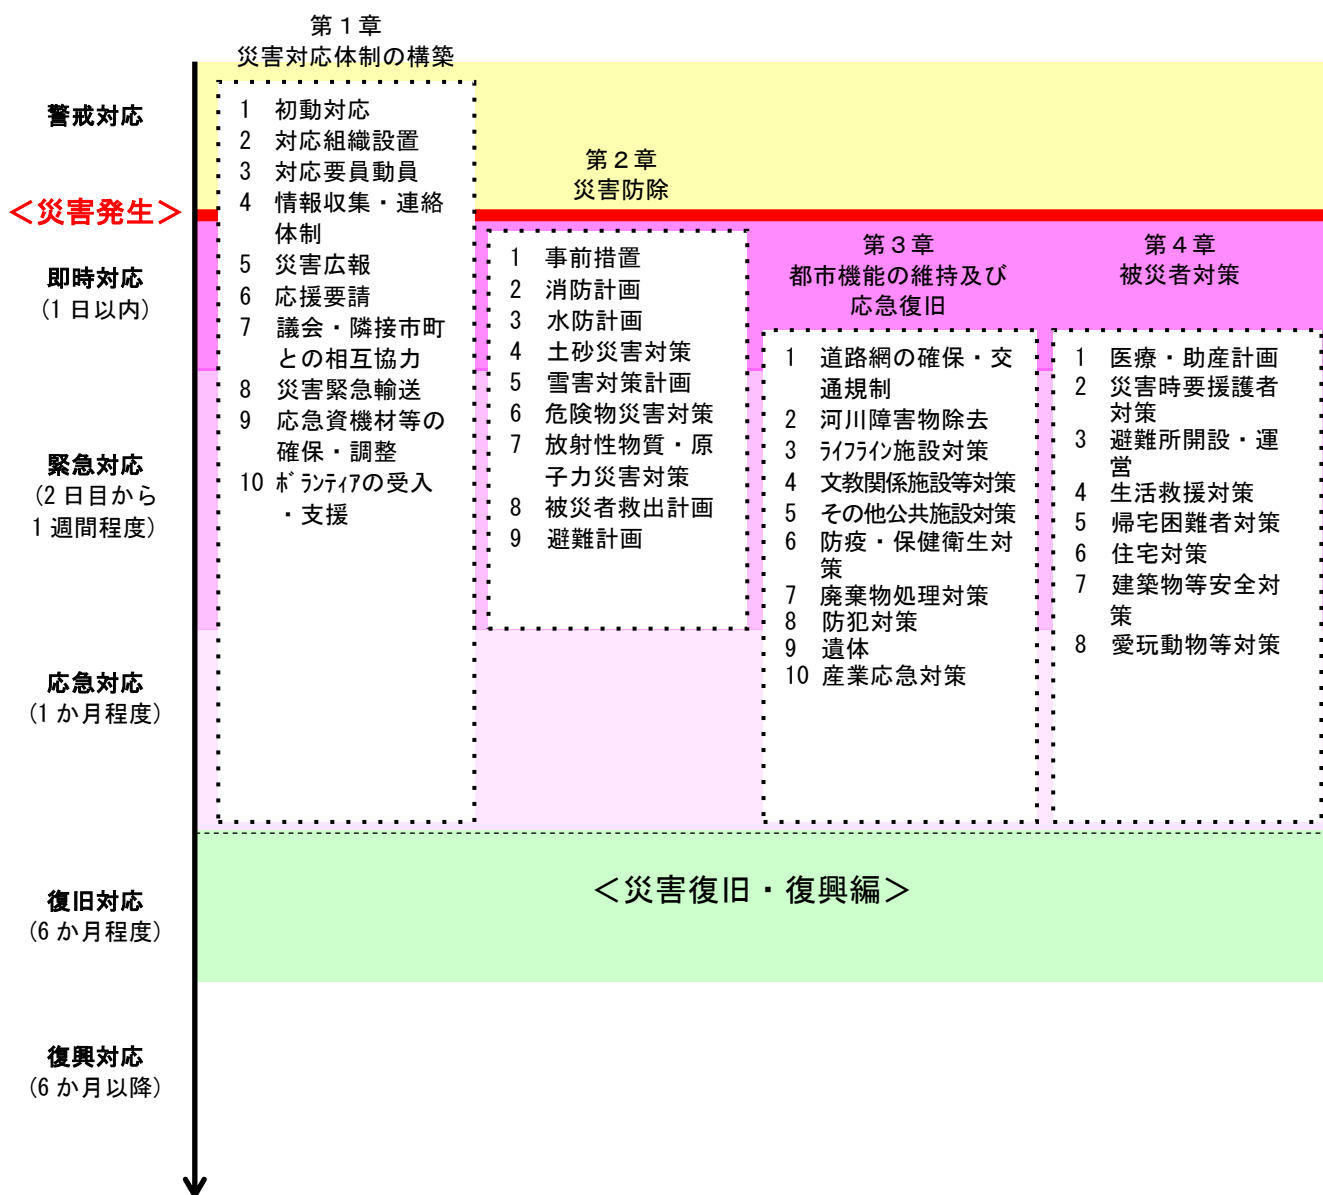 第１章
災害対応体制の構築
警戒対応
＜災害発生＞
即時対応
(1日以内)
緊急対応
(2日目から
1週間程度)
応急対応
(1か月程度)
復旧対応
(6か月程度)
復興対応
(6か月以降)
1 初動対応
2 対応組織設置
3 対応要員動員
4 情報収集・連絡
体制
5 災害広報
6 応援要請
7 議会・隣接市町
との相互協力
8 災害緊急輸送
9 応急資機材等の
確保・調整
10 ﾎﾞﾗﾝﾃｨｱの受入
・支援
第２章
災害防除
1 事前措置
2 消防計画
3 水防計画
4 土砂災害対策
5 雪害対策計画
6 危険物災害対策
7 放射性物質・原
子力災害対策
8 被災者救出計画
9 避難計画
第３章
都市機能の維持及び
応急復旧
1 道路網の確保・交
通規制
2 河川障害物除去
3 ﾗｲﾌﾗｲﾝ施設対策
4 文教関係施設等対策
5 その他公共施設対策
6 防疫・保健衛生対
策
7 廃棄物処理対策
8 防犯対策
9 遺体
10 産業応急対策
第４章
被災者対策
1 医療・助産計画
2 災害時要援護者
対策
3 避難所開設・運
営
4 生活救援対策
5 帰宅困難者対策
6 住宅対策
7 建築物等安全対
策
8 愛玩動物等対策
＜災害復旧・復興編＞